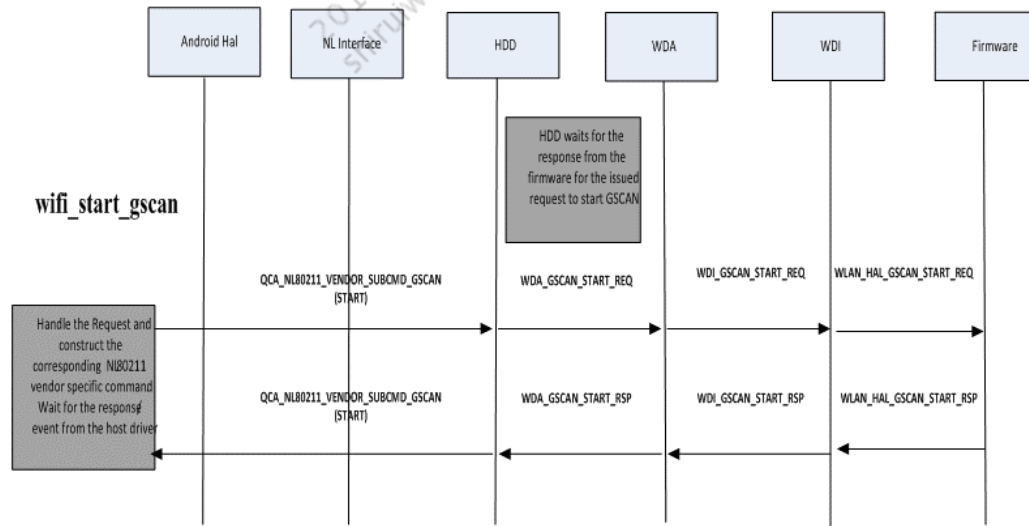 Android Hal
NL Interface
HDD
WDA
WDI
Firmware
HDD waits for the
response from the
firmware for the issued
request to start GSCAN
wifi_start_gscan
QCA_NL80211_VENDOR_SUBCMD_GSCAN
(START)
WDA_GSCAN_START_REQ
WDI_GSCAN_START_REQ
WLAN_HAL_GSCAN_START_REQ
Handle the Request and
construct the
corresponding NL80211
vendor specific command
Wait for the response
event from the host driver
QCA_NL80211_VENDOR_SUBCMD_GSCAN
(START)
WDA_GSCAN_START_RSP
WDI_GSCAN_START_RSP
WLAN_HAL_GSCAN_START_RSP